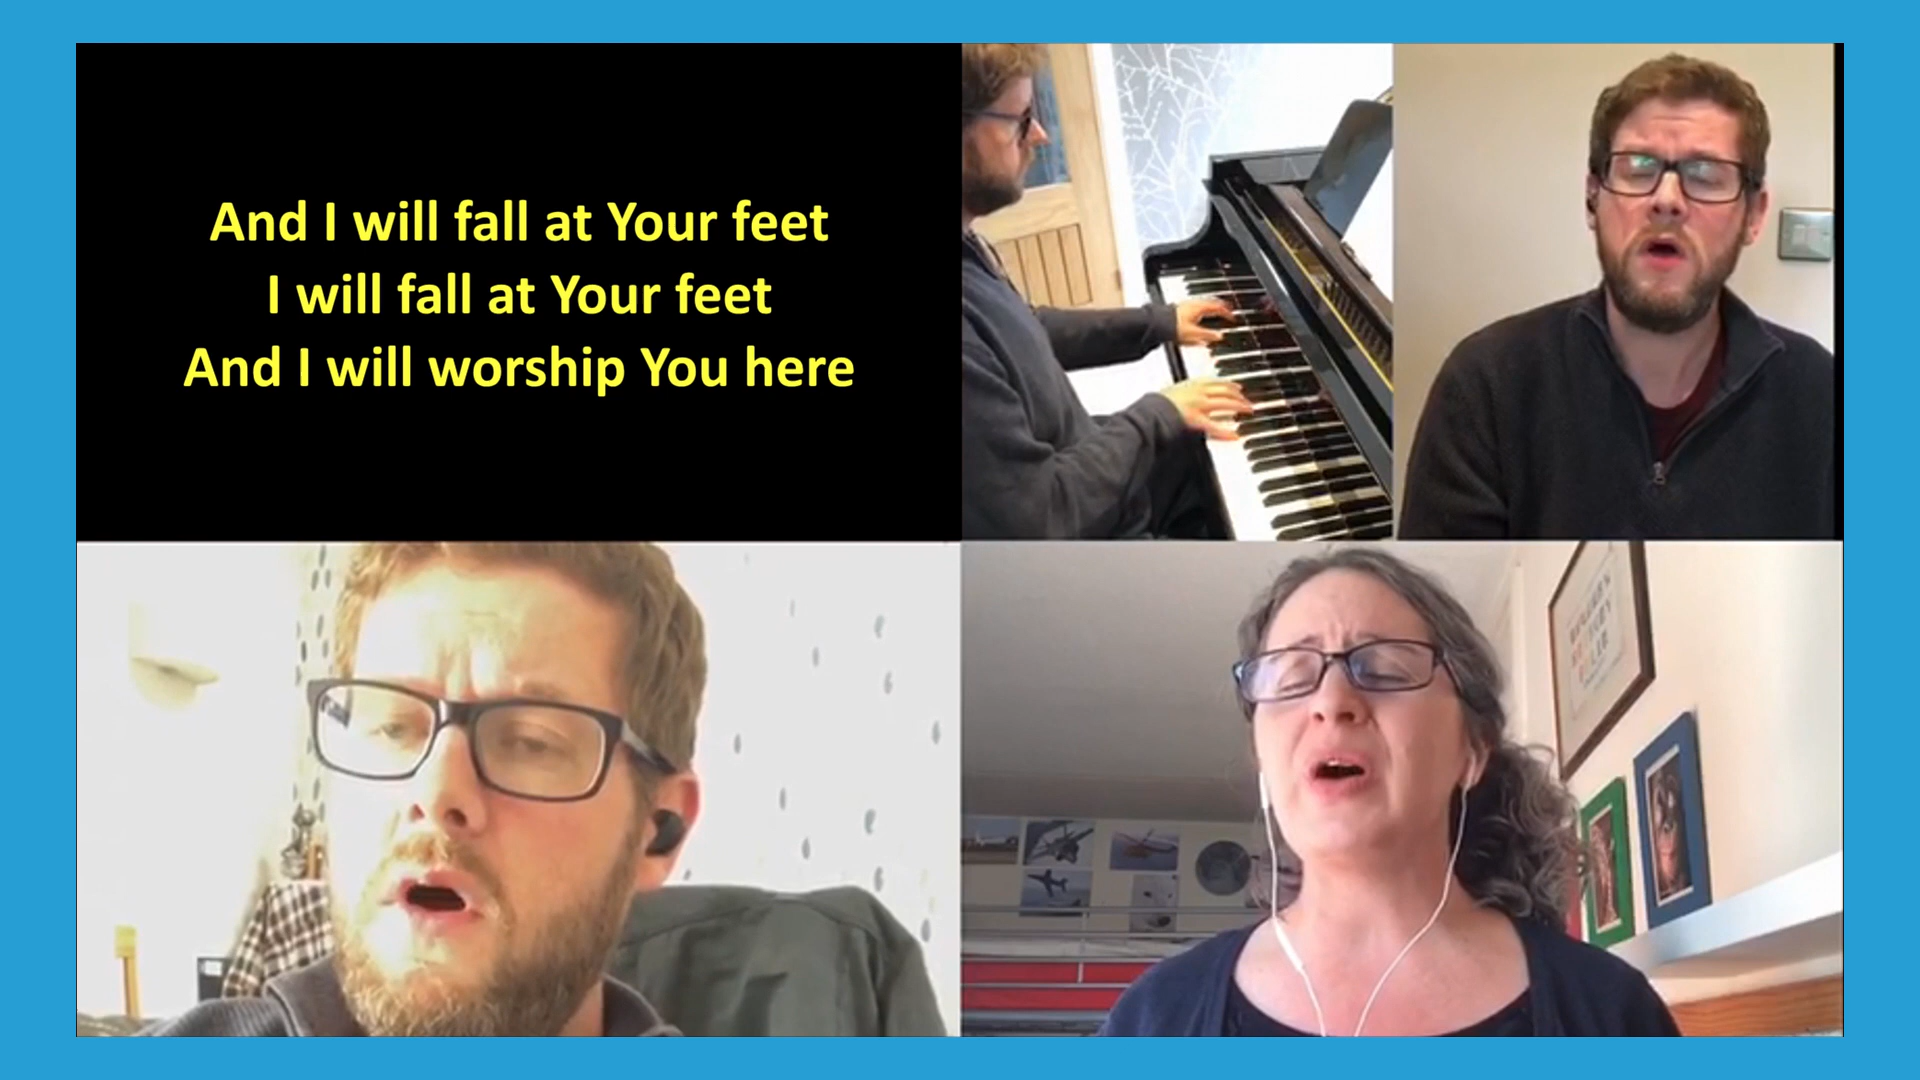 And I will fall at Your feet
I will fall at Your feet
And I will worship You here